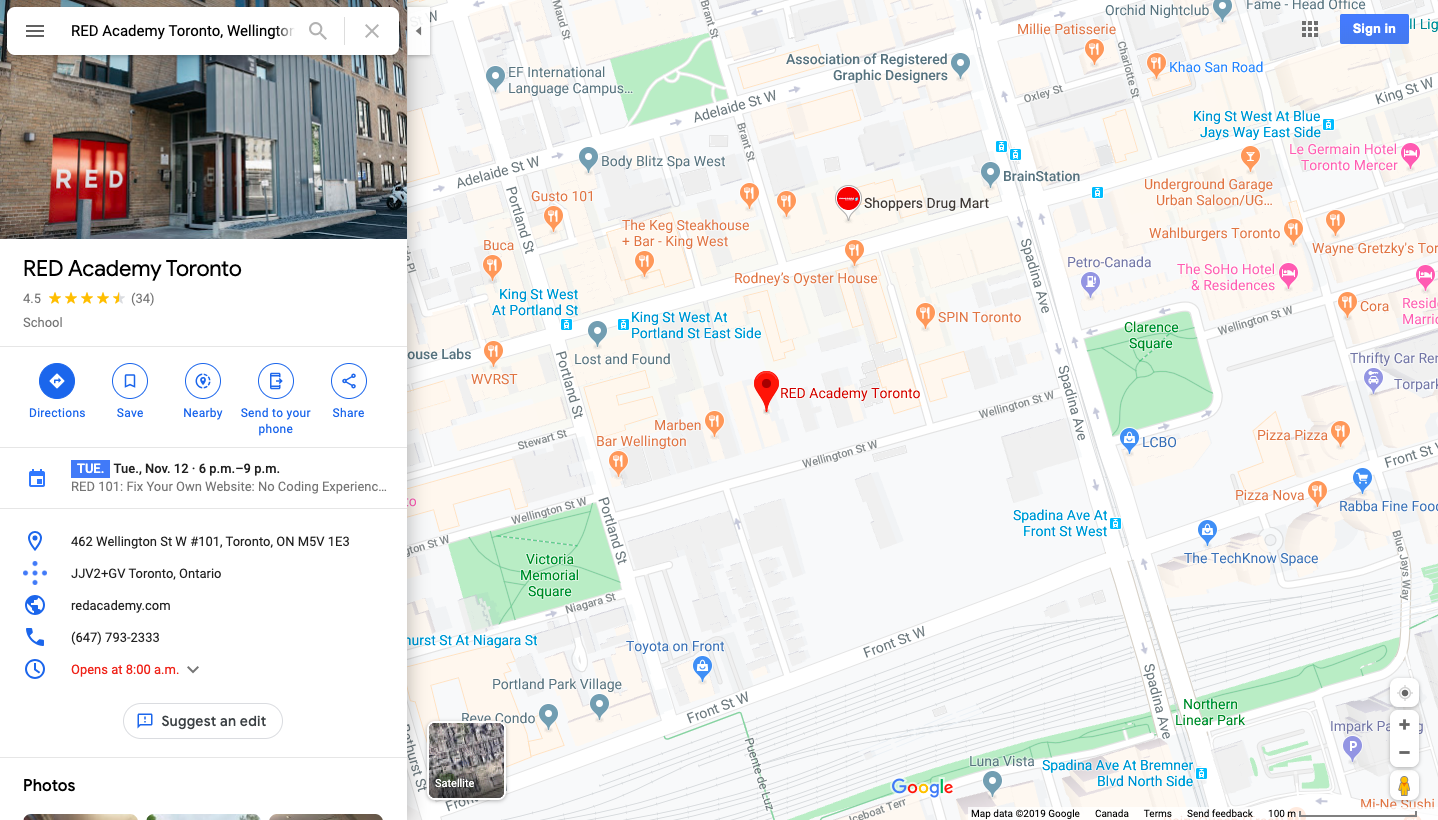 RED Academy Toronto, Wellington
RED
RED Academy Toronto
4.5 (34)
School
Directions
Save
Nearby
Send to your
phone
Share
TUE. Tue., Nov. 12 · 6 p.m.–9 p.m.
RED 101: Fix Your Own Website: No Coding Experienc...
462 Wellington St W #101, Toronto, ON M5V 1E3
JJV2+GV Toronto, Ontario
redacademy.com
(647) 793-2333
Opens at 8:00 a.m.
Suggest an edit
Photos
Maud St
Brant St
Orchid Nightclub
Fame - Head Office
Sign in
Millie Patisserie
Charlotte St
Khao San Road
EF International
Language Campus...
Association of Registered
Graphic Designers
Oxley St
King St W
Adelaide St W
King St West At Blue
Jays Way East Side
Brant St
Le Germain Hotel
Toronto Mercer
Body Blitz Spa West
Adelaide St W
BrainStation
Portland St
Gusto 101
Shoppers Drug Mart
Underground Garage
Urban Saloon/UG...
The Keg Steakhouse
+ Bar - King West
Wahlburgers Toronto
Buca
Wayne Gretzky's Tor
Spadina Ave
Petro-Canada
Rodney's Oyster House
The SoHo Hotel
& Residences
King St West
At Portland St
King St West At
Portland St East Side
SPIN Toronto
Cora
Wellington St W
Clarence
Square
ouse Labs
Lost and Found
Thrifty Car Ren
WVRST
Portland St
Spadina Ave
Torpark
RED Academy Toronto
Wellington St W
Marben
Bar Wellington
Stewart St
LCBO
Pizza Pizza
Wellington St W
Front St W
Pizza Nova
Rabba Fine Food
Wellington St W
Portland St
Spadina Ave At
Front St West
The TechKnow Space
Blue Jays Way
Victoria
Memorial
Square
Niagara St
hurst St At Niagara St
Toyota on Front
Front St W
Portland Park Village
Spadina Ave
Front St W
Reve Condo
Northern
Linear Park
Impark Parking
Bathurst St
Puente de Luz
Luna Vista
Spadina Ave At Bremner
Blvd North Side
Satellite
Google
Iceboat Terr
Mi-Ne Sushi
Map data ©2019 Google
Canada
Terms
Send feedback
100 m